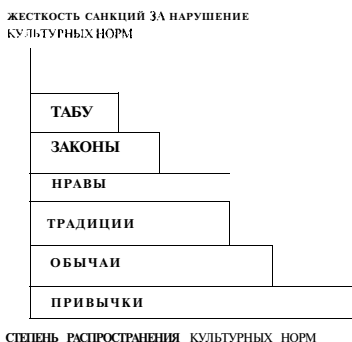 ЖЕСТКОСТЬ САНКЦИЙ ЗА НАРУШЕНИЕ
КУЛЬТУРНЫХ НОРМ
ТАБУ
ЗАКОНЫ
НРАВЫ
ТРАДИЦИИ
ОБЫЧАИ
ПРИВЫЧКИ
СТЕПЕНЬ РАСПРОСТРАНЕНИЯ КУЛЬТУРНЫХ НОРМ